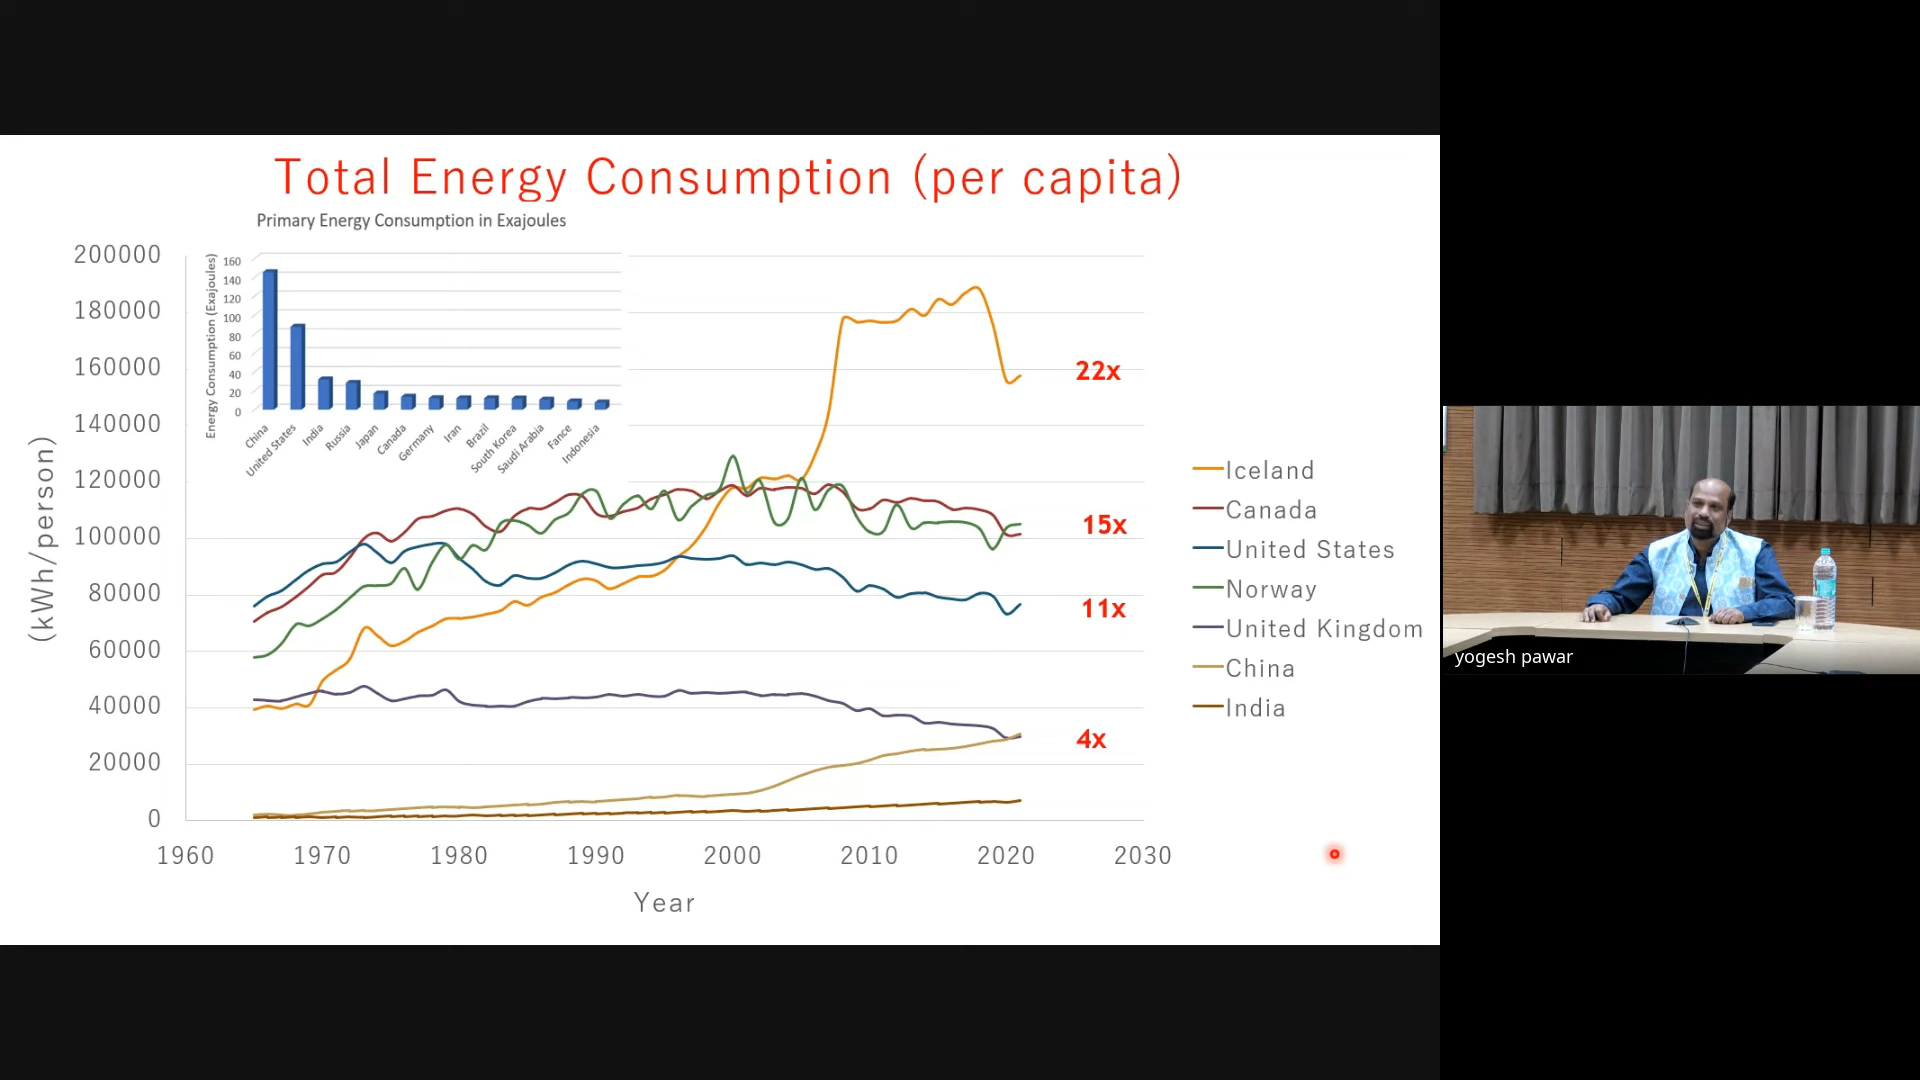 Total Energy Consumption (per capita)
Primary Energy Consumption in Exajoules
Energy Consumption (Exajoules)
160
140
120
100
80
60
40
20
0
China
United States
India
Russia
Japan
Canada
Germany
Iran
Brazil
South Korea
Saudi Arabia
Fance
Indonesia
(kWh/person)
200000
180000
160000
140000
120000
100000
80000
60000
40000
20000
0
22x
15x
11x
4x
Iceland
Canada
United States
Norway
United Kingdom
China
India
1960 1970 1980 1990 2000 2010 2020 2030
Year
yogesh pawar